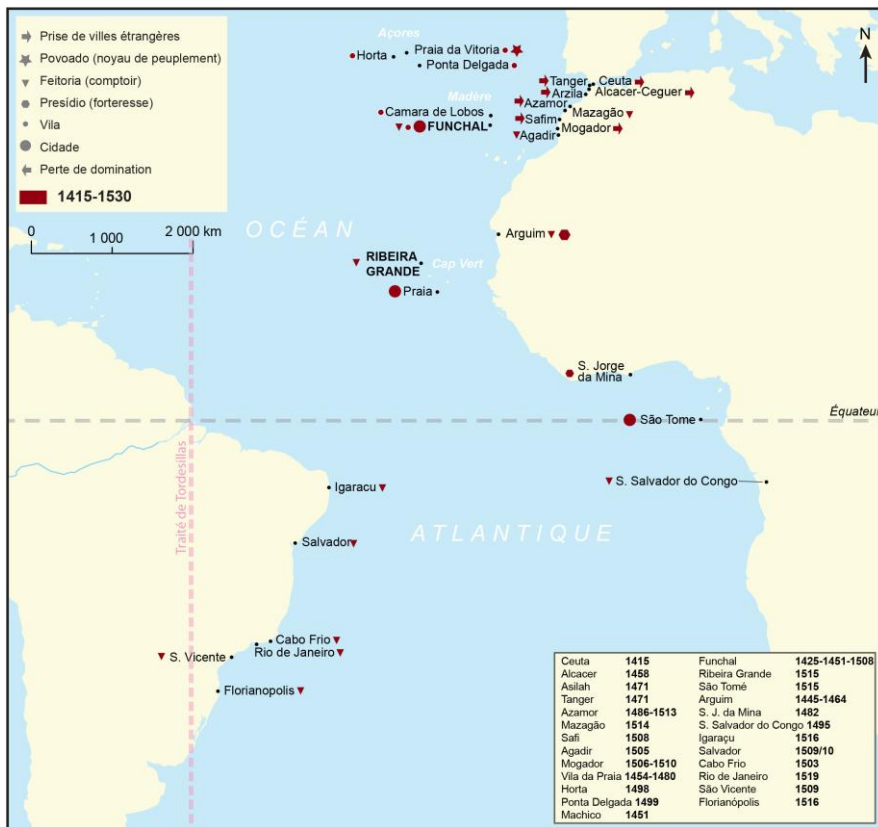 Prise de villes étrangères
Povoado (noyau de peuplement)
Feitoria (comptoir)
Presídio (forteresse)
Vila
Cidade
Perte de domination
1415-1530
0 1 000 2 000 km
N
Açores
Horta
Praia da Vitoria
Ponta Delgada
Madère
Camara de Lobos
FUNCHAL
Tanger
Ceuta
Arzila
Alcacer-Ceguer
Azamor
Mazagão
Safim
Mogador
Agadir
OCÉAN
Arguim
RIBEIRA
GRANDE
Cap Vert
Praia
S. Jorge
da Mina
Équateur
São Tome
Traité de Tordesillas
Igaracu
S. Salvador do Congo
Salvador
ATLANTIQUE
Cabo Frio
Rio de Janeiro
S. Vicente
Florianopolis
Ceuta 1415 Funchal 1425-1451-1508
Alcacer 1458 Ribeira Grande 1515
Asilah 1471 São Tomé 1515
Tanger 1471 Arguim 1445-1464
Azamor 1486-1513 S. J. da Mina 1482
Mazagão 1514 S. Salvador do Congo 1495
Safi 1508 Igaraçu 1516
Agadir 1505 Salvador 1509/10
Mogador 1506-1510 Cabo Frio 1503
Vila da Praia 1454-1480 Rio de Janeiro 1519
Horta 1498 São Vicente 1509
Ponta Delgada 1499 Florianópolis 1516
Machico 1451